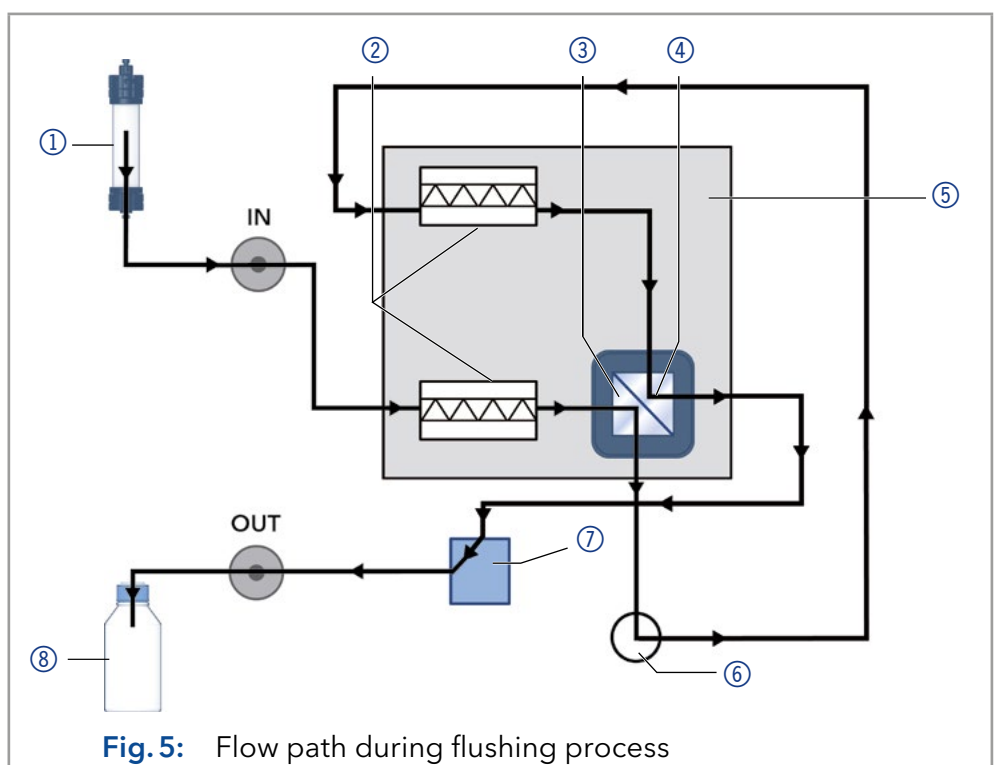 ② ③ ④
①
⑤
IN
OUT
⑦
⑧
⑥
Fig. 5: Flow path during flushing process